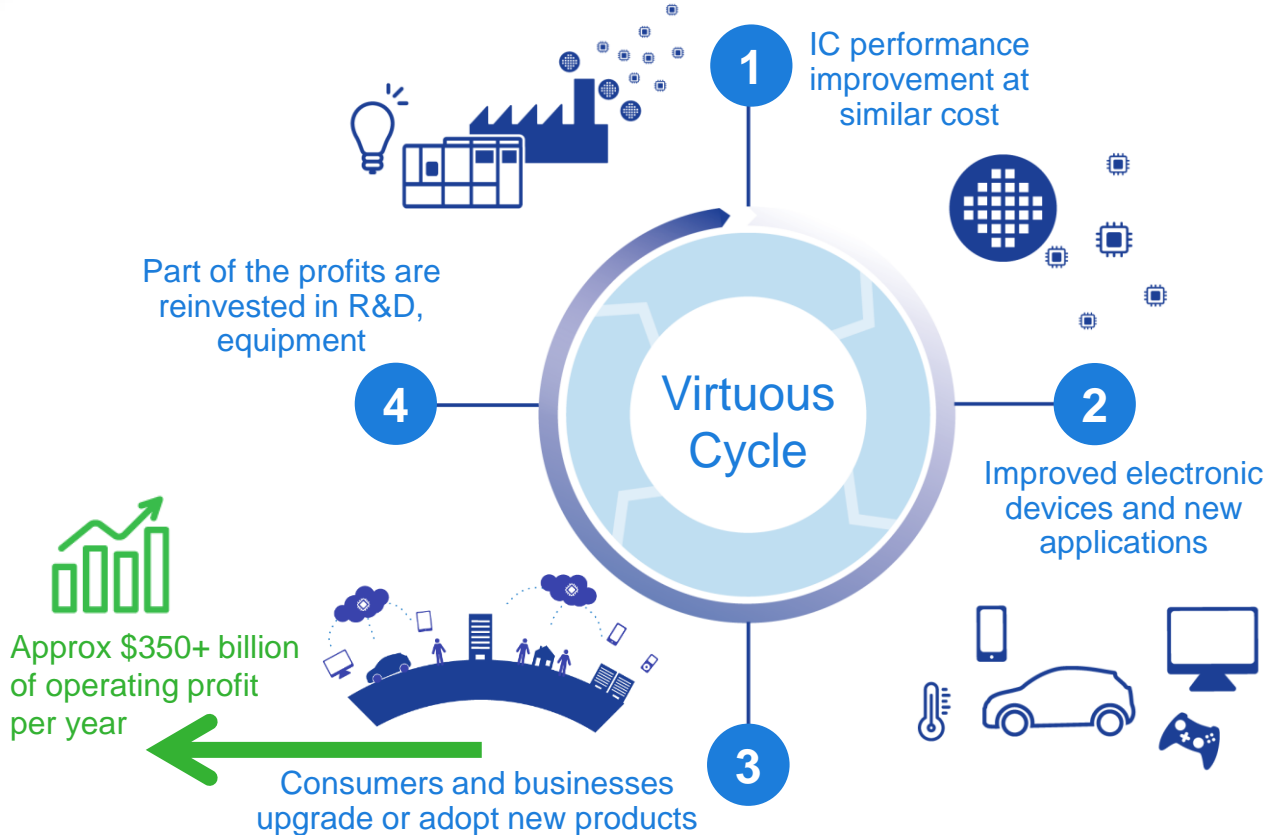 1
IC performance
improvement at
similar cost
Part of the profits are
reinvested in R&D,
equipment
4
Virtuous
Cycle
2
Improved electronic
devices and new
applications
Approx $350+ billion
of operating profit
per year
3
Consumers and businesses
upgrade or adopt new products